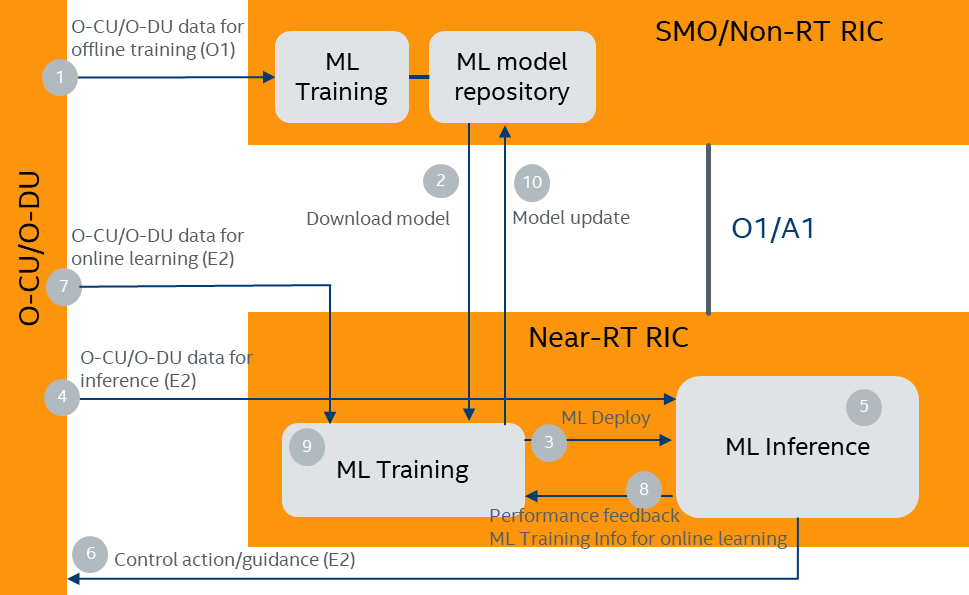 O-CU/O-DU data for
offline training (O1)
SMO/Non-RT RIC
1
ML
Training
ML model
repository
2
10
Download model
Model update
O-CU/O-DU
O1/A1
O-CU/O-DU data for
online learning (E2)
7
Near-RT RIC
O-CU/O-DU data for
inference (E2)
4
5
ML Deploy
3
ML Inference
9
ML Training
8
Performance feedback
ML Training Info for online learning
6
Control action/guidance (E2)